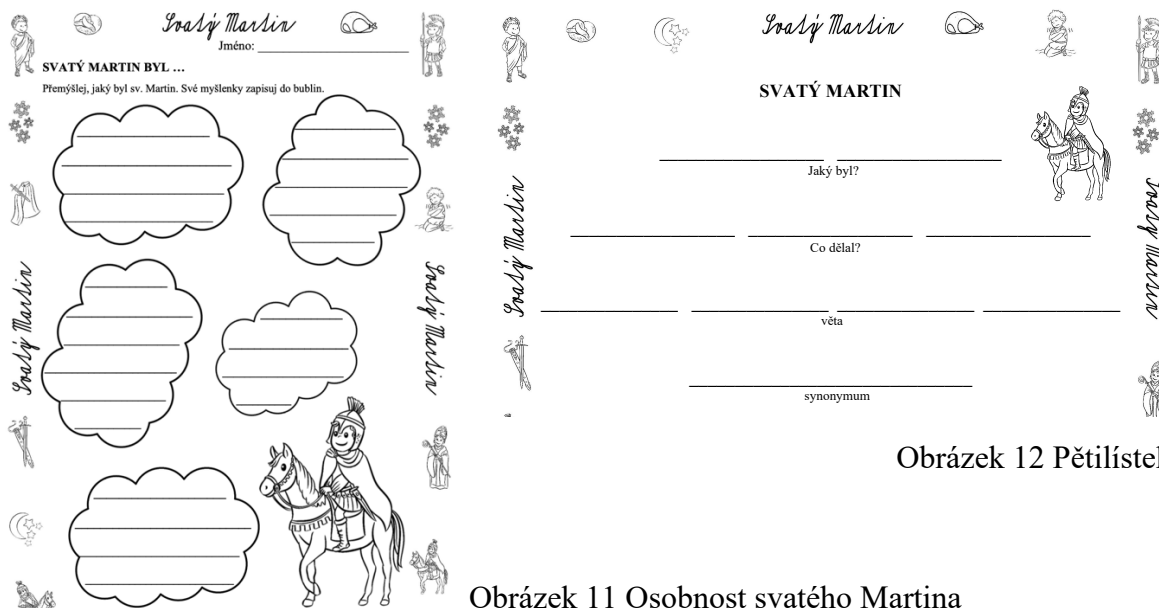 Svatý Martin
Jméno:
SVATÝ MARTIN BYL …
Přemýšlej, jaký byl sv. Martin. Své myšlenky zapisuj do bublin.
Svatý Martin
Svatý Martin
Obrázek 11 Osobnost svatého Martina
Svatý Martin
SVATÝ MARTIN
Jaký byl?
Co dělal?
věta
synonymum
Svatý Martin
Svatý Martin
Obrázek 12 Pětilístek